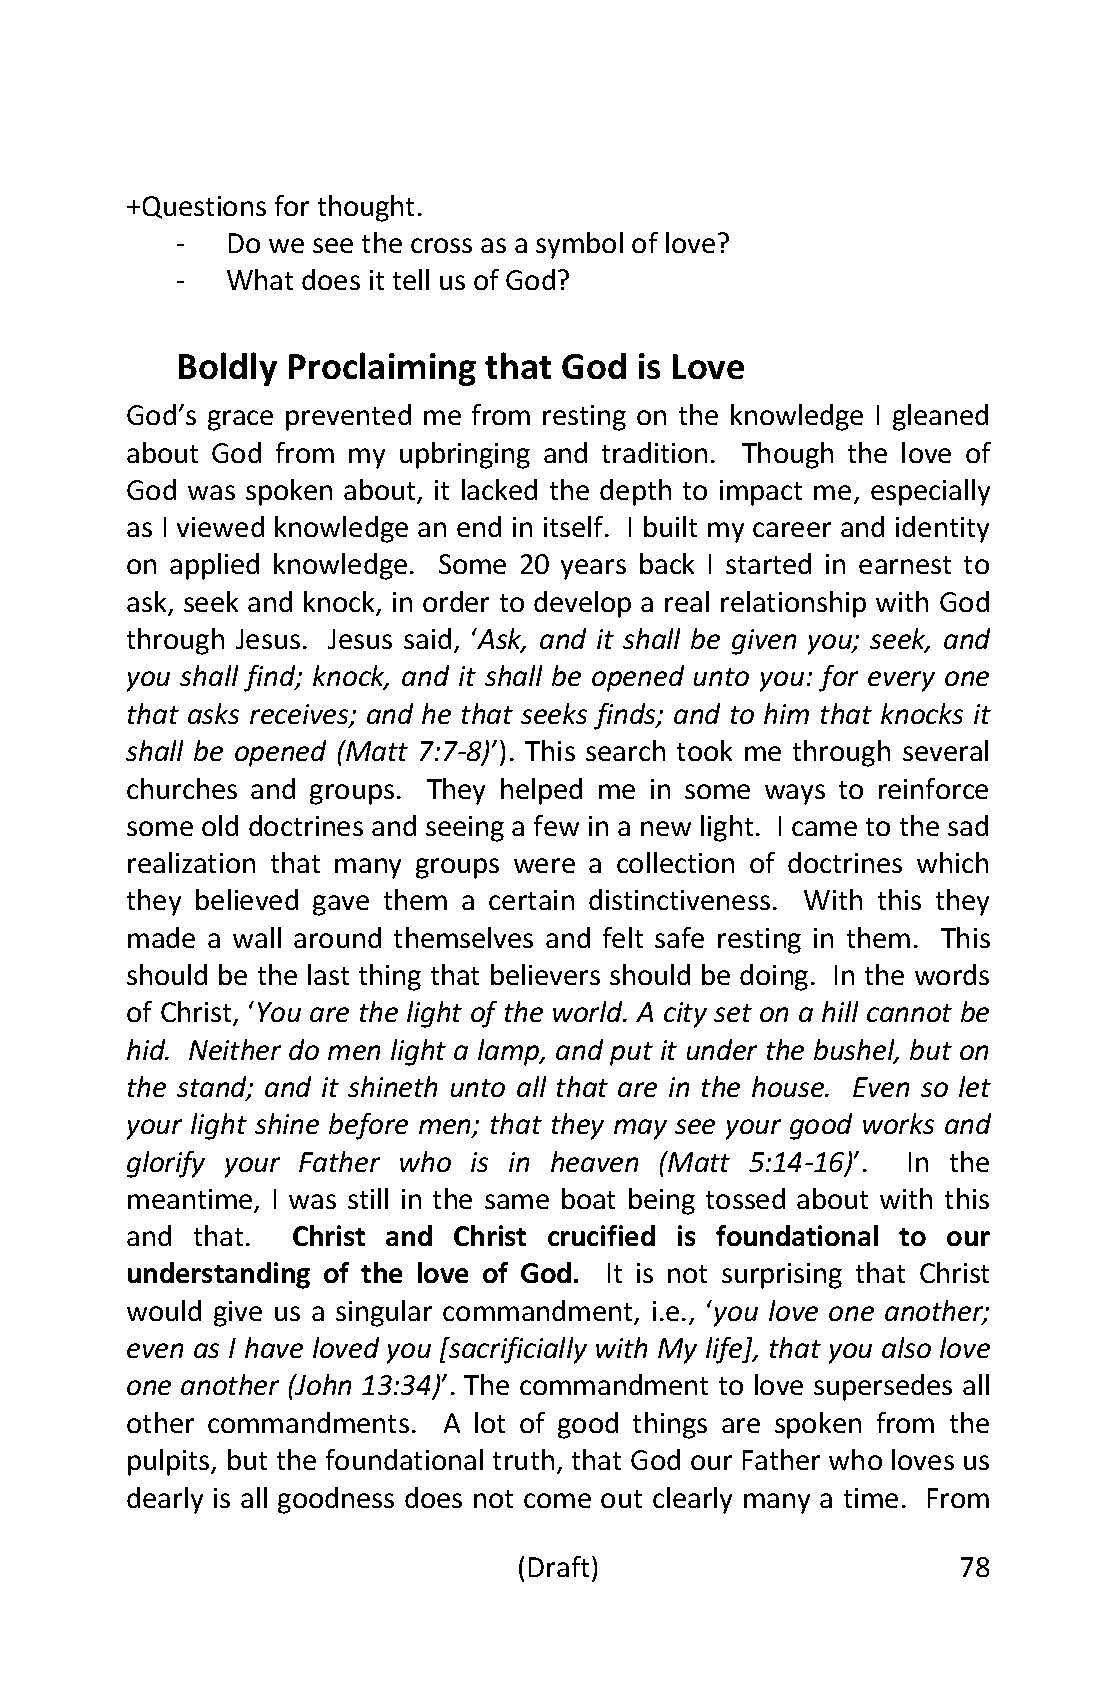 +Questions for thought.
- Do we see the cross as a symbol of love?
- What does it tell us of God?
Boldly Proclaiming that God is Love
God’s grace prevented me from resting on the knowledge I gleaned
about God from my upbringing and tradition. Though the love of
God was spoken about, it lacked the depth to impact me, especially
as I viewed knowledge an end in itself. I built my career and identity
on applied knowledge. Some 20 years back I started in earnest to
ask, seek and knock, in order to develop a real relationship with God
through Jesus. Jesus said, ‘Ask, and it shall be given you; seek, and
you shall find; knock, and it shall be opened unto you: for every one
that asks receives; and he that seeks finds; and to him that knocks it
shall be opened (Matt 7:7-8)’). This search took me through several
churches and groups. They helped me in some ways to reinforce
some old doctrines and seeing a few in a new light. I came to the sad
realization that many groups were a collection of doctrines which
they believed gave them a certain distinctiveness. With this they
made a wall around themselves and felt safe resting in them. This
should be the last thing that believers should be doing. In the words
of Christ, ‘You are the light of the world. A city set on a hill cannot be
hid. Neither do men light a lamp, and put it under the bushel, but on
the stand; and it shineth unto all that are in the house. Even so let
your light shine before men; that they may see your good works and
glorify your Father who is in heaven (Matt 5:14-16)’. In the
meantime, I was still in the same boat being tossed about with this
and that. Christ and Christ crucified is foundational to our
understanding of the love of God. It is not surprising that Christ
would give us a singular commandment, i.e., ‘you love one another;
even as I have loved you [sacrificially with My life], that you also love
one another (John 13:34)’. The commandment to love supersedes all
other commandments. A lot of good things are spoken from the
pulpits, but the foundational truth, that God our Father who loves us
dearly is all goodness does not come out clearly many a time. From
(Draft) 78